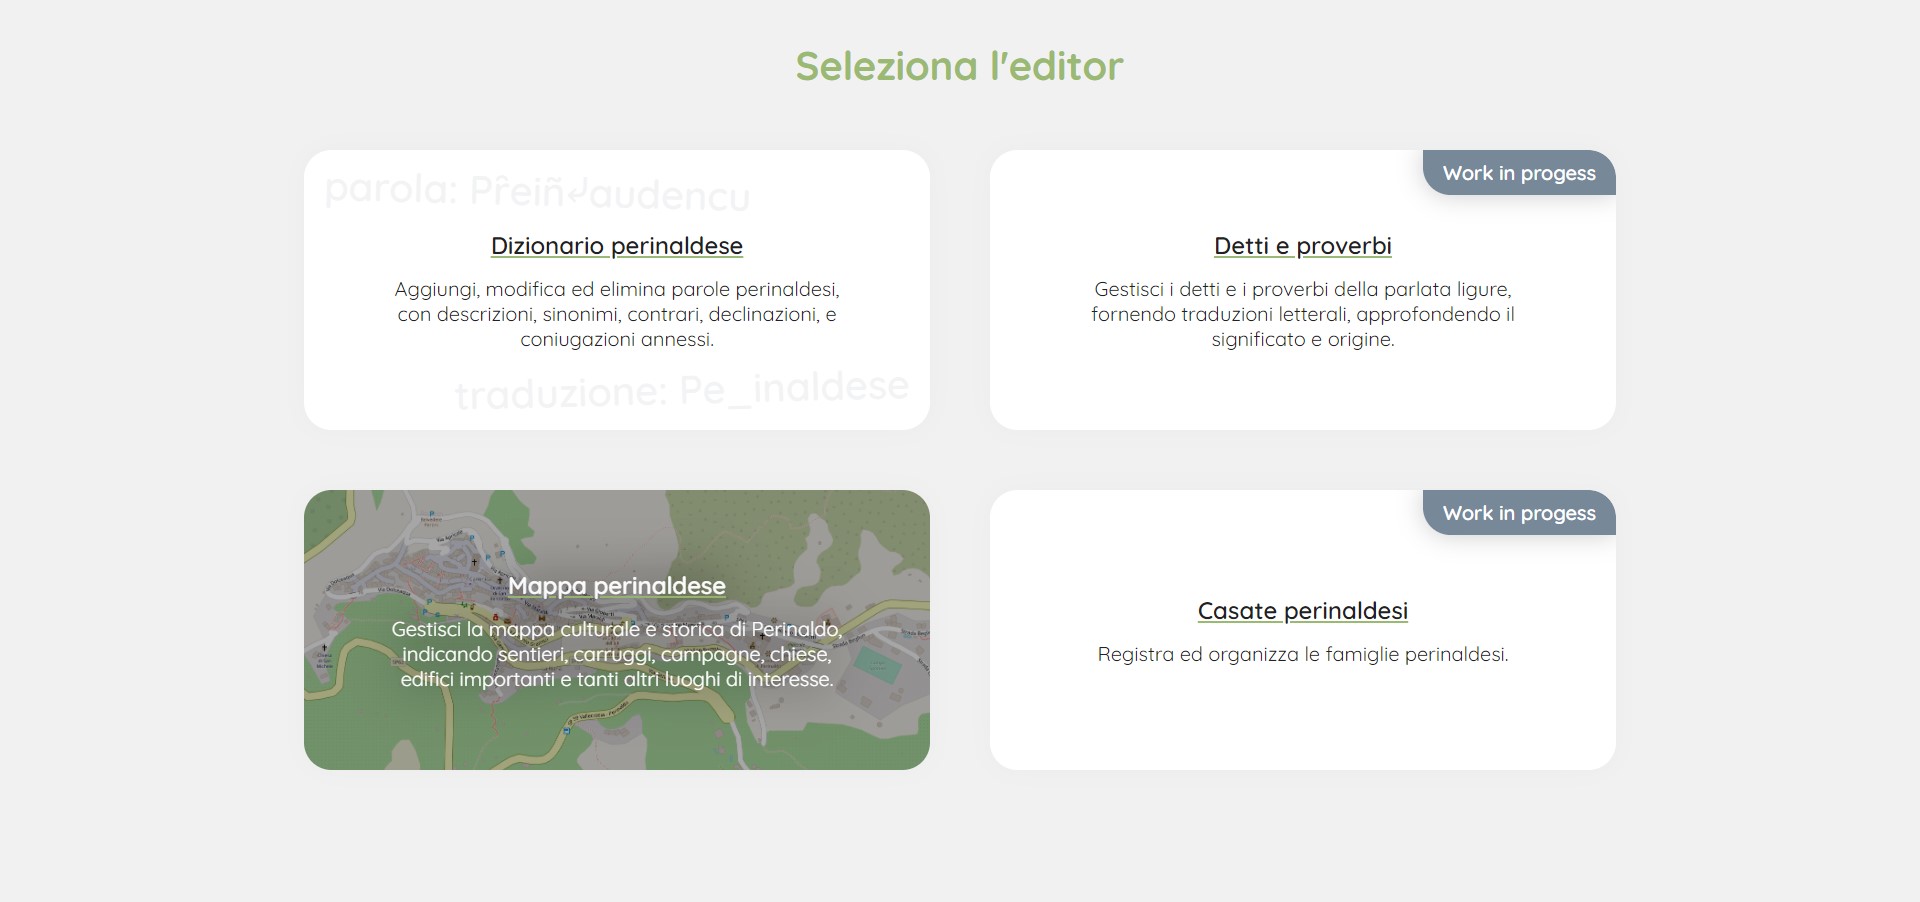 Seleziona l'editor
parola: Pr̂eiñ⤶audencu
Dizionario perinaldese
Aggiungi, modifica ed elimina parole perinaldesi,
con descrizioni, sinonimi, contrari, declinazioni, e
coniugazioni annessi.
traduzione: Pe_inaldese
Work in progess
Detti e proverbi
Gestisci i detti e i proverbi della parlata ligure,
fornendo traduzioni letterali, approfondendo il
significato e origine.
Mappa perinaldese
Gestisci la mappa culturale e storica di Perinaldo,
indicando sentieri, carruggi, campagne, chiese,
edifici importanti e tanti altri luoghi di interesse.
Work in progess
Casate perinaldesi
Registra ed organizza le famiglie perinaldesi.